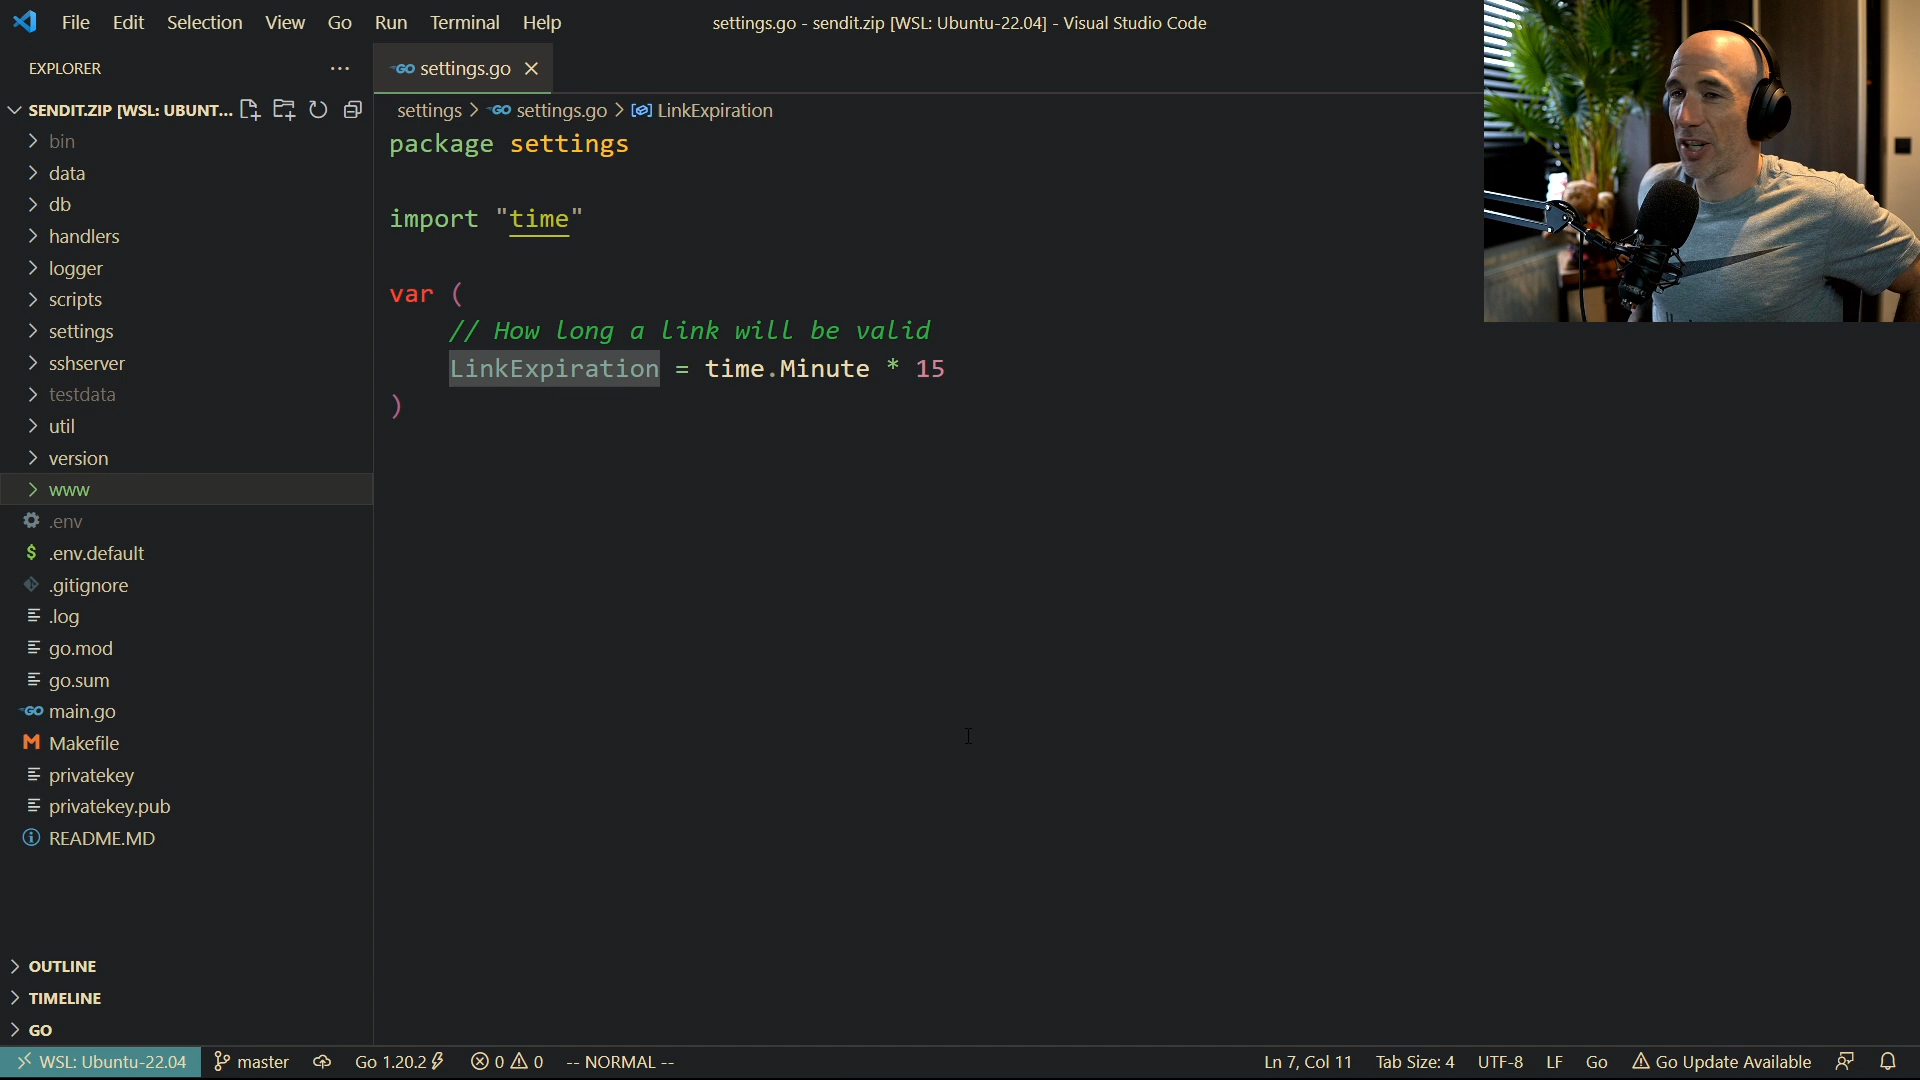 File Edit Selection View Go Run Terminal Help
settings.go - sendit.zip [WSL: Ubuntu-22.04] - Visual Studio Code
EXPLORER
SENDIT.ZIP [WSL: UBUNT...
bin
data
db
handlers
logger
scripts
settings
sshserver
testdata
util
version
www
.env
$ .env.default
.gitignore
.log
go.mod
go.sum
GO main.go
M Makefile
privatekey
privatekey.pub
README.MD
OUTLINE
TIMELINE
GO
GO settings.go
settings > GO settings.go > LinkExpiration
package settings
import "time"
var (
// How long a link will be valid
LinkExpiration = time.Minute * 15
)
WSL: Ubuntu-22.04 master Go 1.20.2 0 0 -- NORMAL -- Ln 7, Col 11 Tab Size: 4 UTF-8 LF Go Go Update Available